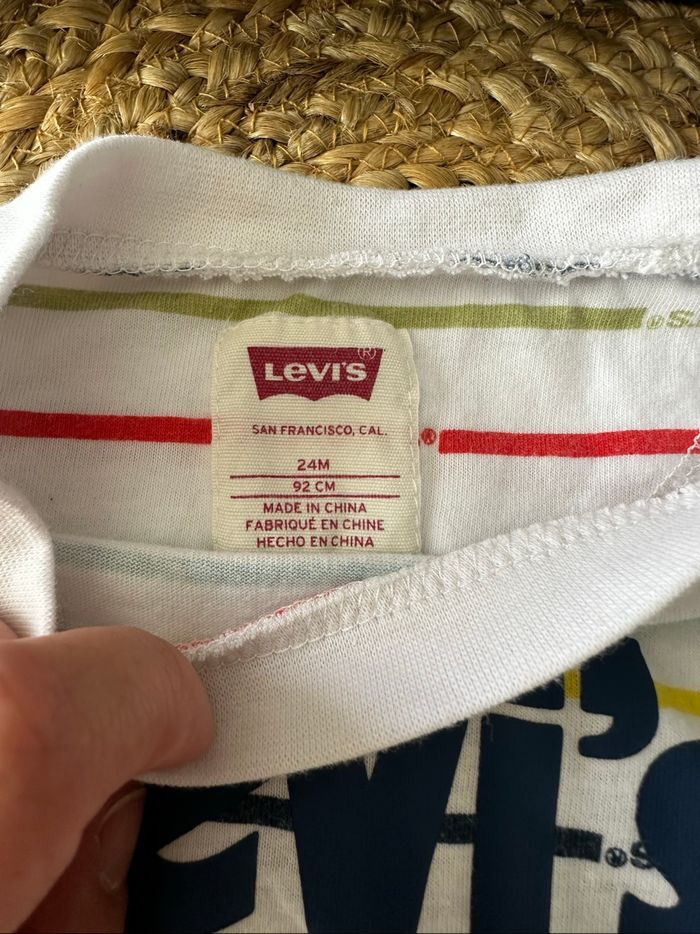 ®S
LEVI'S®
SAN FRANCISCO, CAL.
®
24M
92 CM
MADE IN CHINA
FABRIQUÉ EN CHINE
HECHO EN CHINA
®S